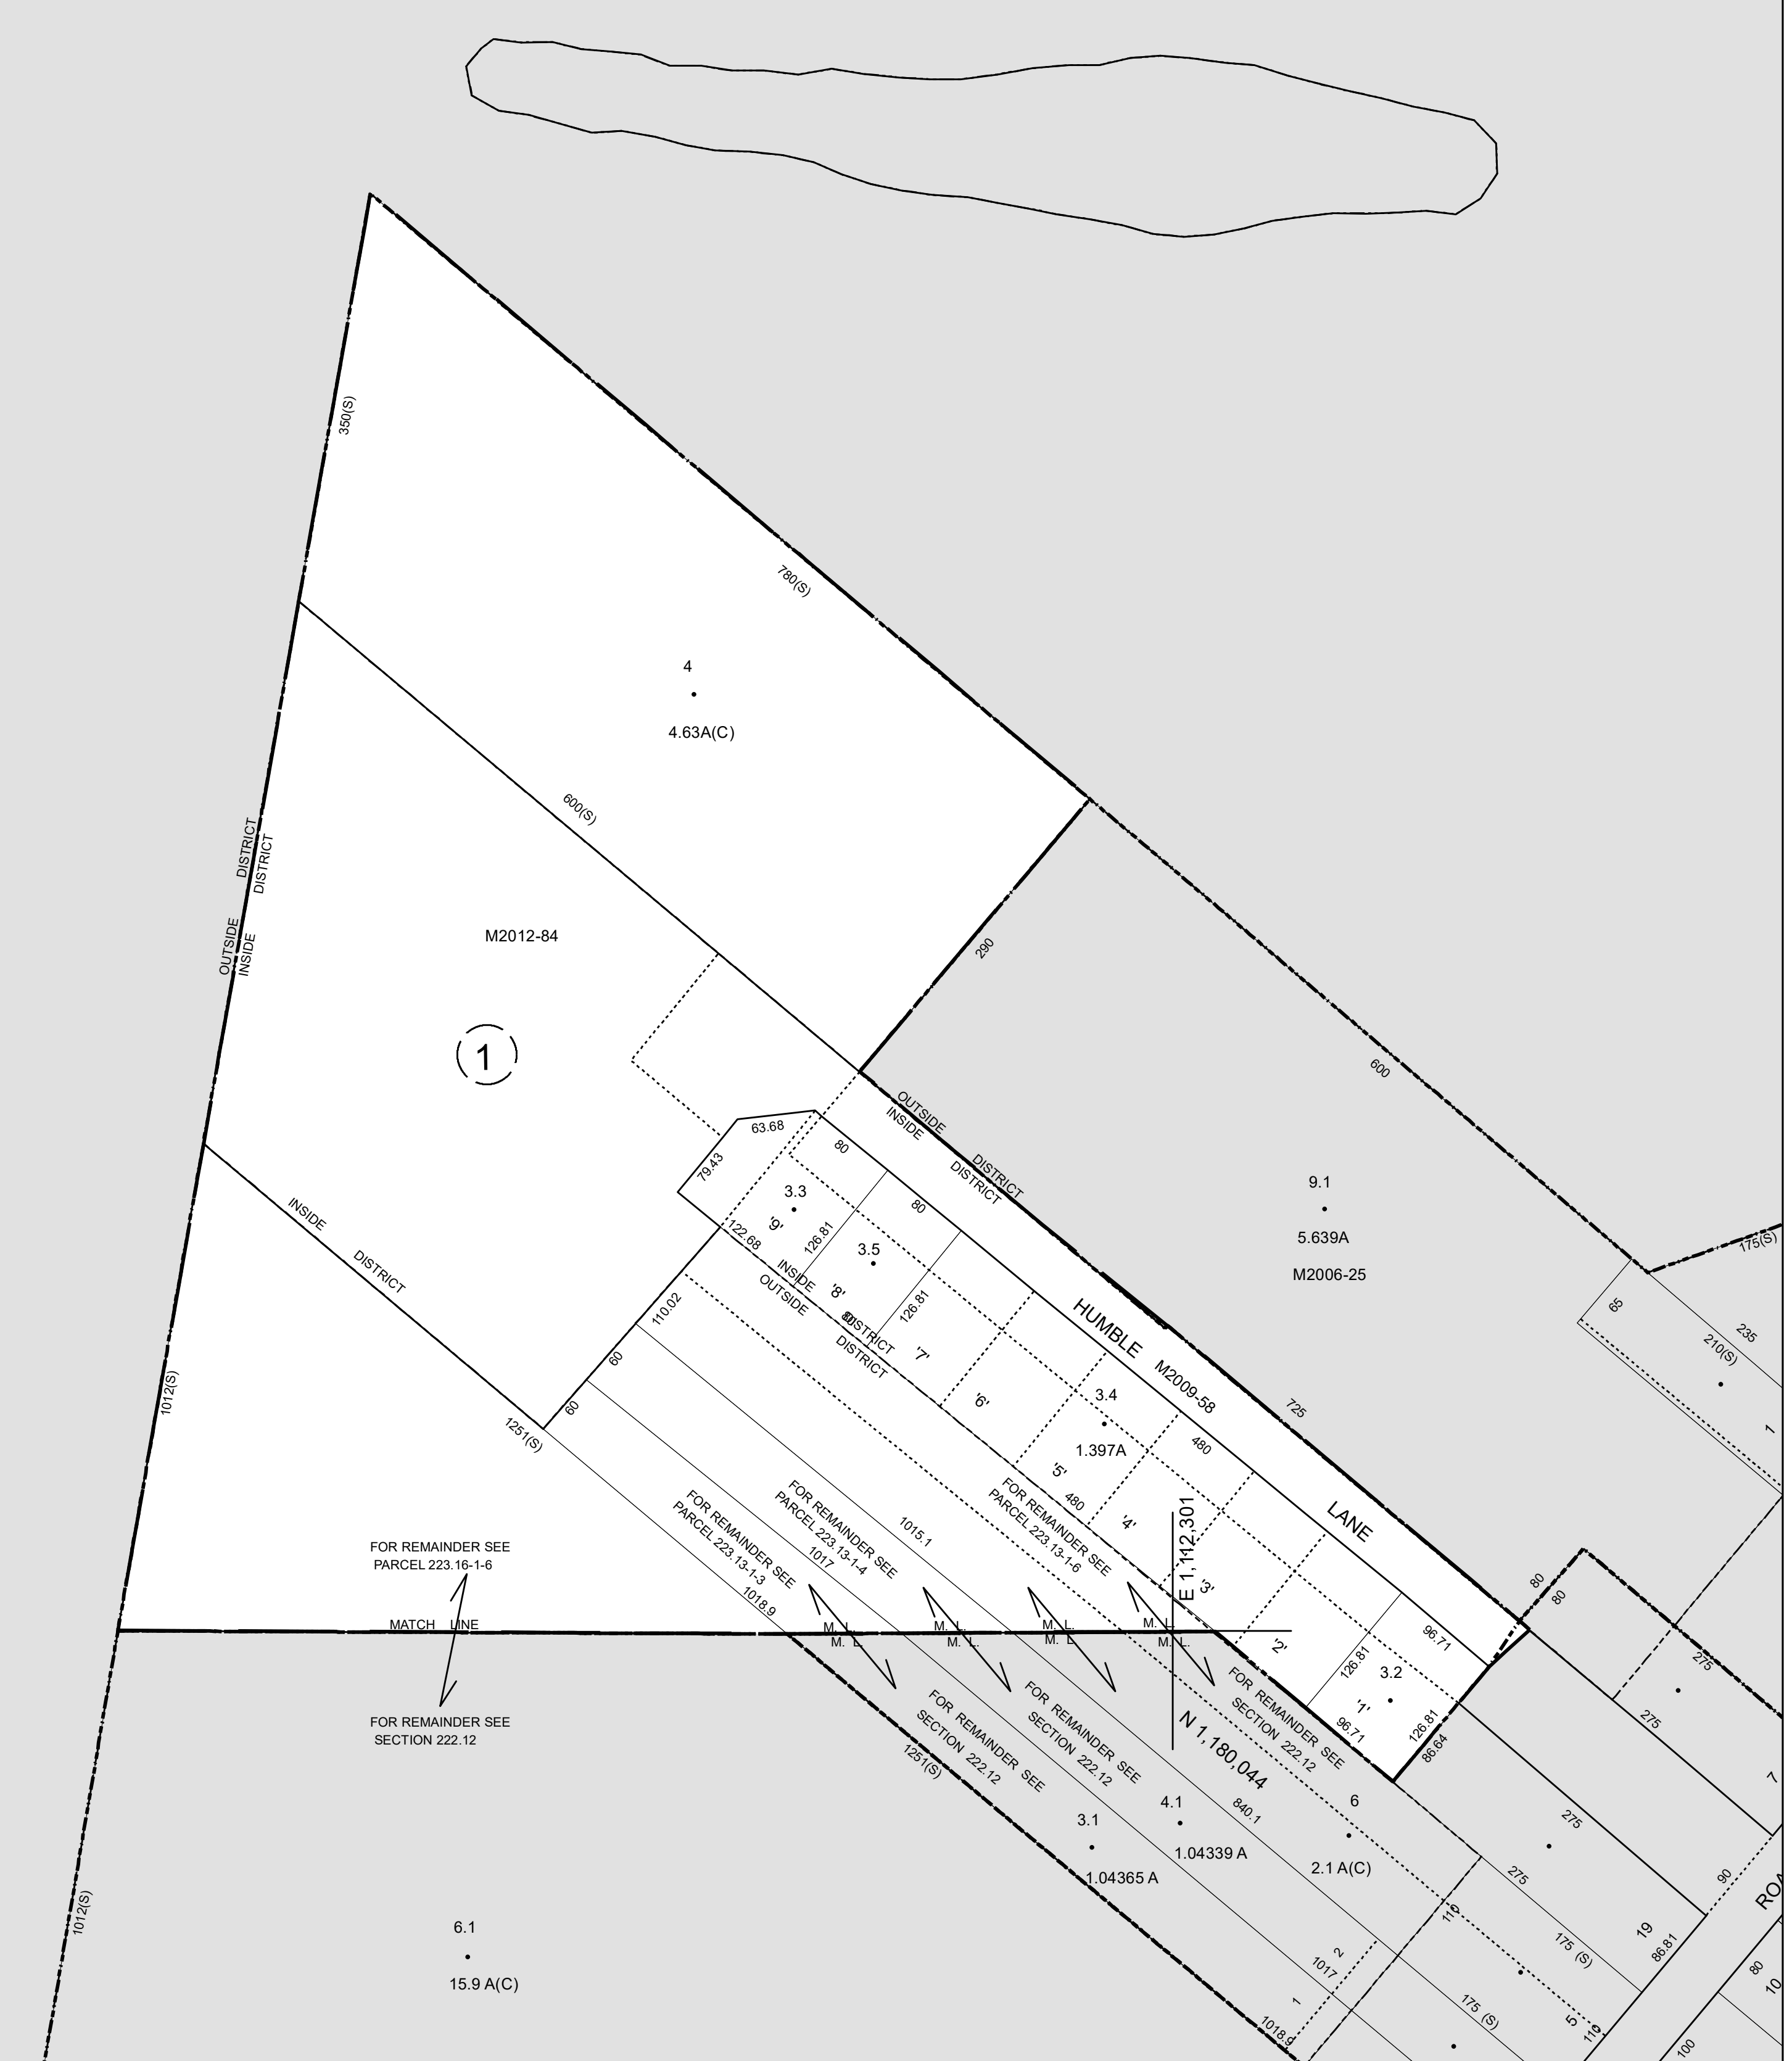 350(S)
780(S)
4
4.63A(C)
600(S)
OUTSIDE DISTRICT
INSIDE DISTRICT
M2012-84
290
1
600
OUTSIDE DISTRICT
INSIDE DISTRICT
63.68
79.43
80
80
9.1
5.639A
M2006-25
175(S)
65
235
210(S)
1
3.3
'9'
122.68
126.81
3.5
'8'
80
126.81
INSIDE DISTRICT
OUTSIDE DISTRICT
'7'
'6'
INSIDE DISTRICT
110.02
60
60
1012(S)
1251(S)
HUMBLE LANE
M2009-58
725
3.4
1.397A
480
'5'
480
'4'
'3'
'2'
FOR REMAINDER SEE
PARCEL 223.13-1-3
1018.9
FOR REMAINDER SEE
PARCEL 223.13-1-4
1017
1015.1
FOR REMAINDER SEE
PARCEL 223.13-1-6
E 1,112,301
N 1,180,044
FOR REMAINDER SEE
PARCEL 223.16-1-6
MATCH LINE
M. L.
M. L.
M. L.
M. L.
M. L.
M. L.
M. L.
M. L.
FOR REMAINDER SEE
SECTION 222.12
FOR REMAINDER SEE
SECTION 222.12
FOR REMAINDER SEE
SECTION 222.12
FOR REMAINDER SEE
SECTION 222.12
96.71
126.81
3.2
'1'
96.71
126.81
86.64
80
80
275
275
7
1251(S)
3.1
1.04365 A
4.1
1.04339 A
840.1
6
2.1 A(C)
275
275
90
19
86.81
110
175 (S)
175 (S)
5
110
2
1017
1
1018.9
80
10
100
1012(S)
6.1
15.9 A(C)